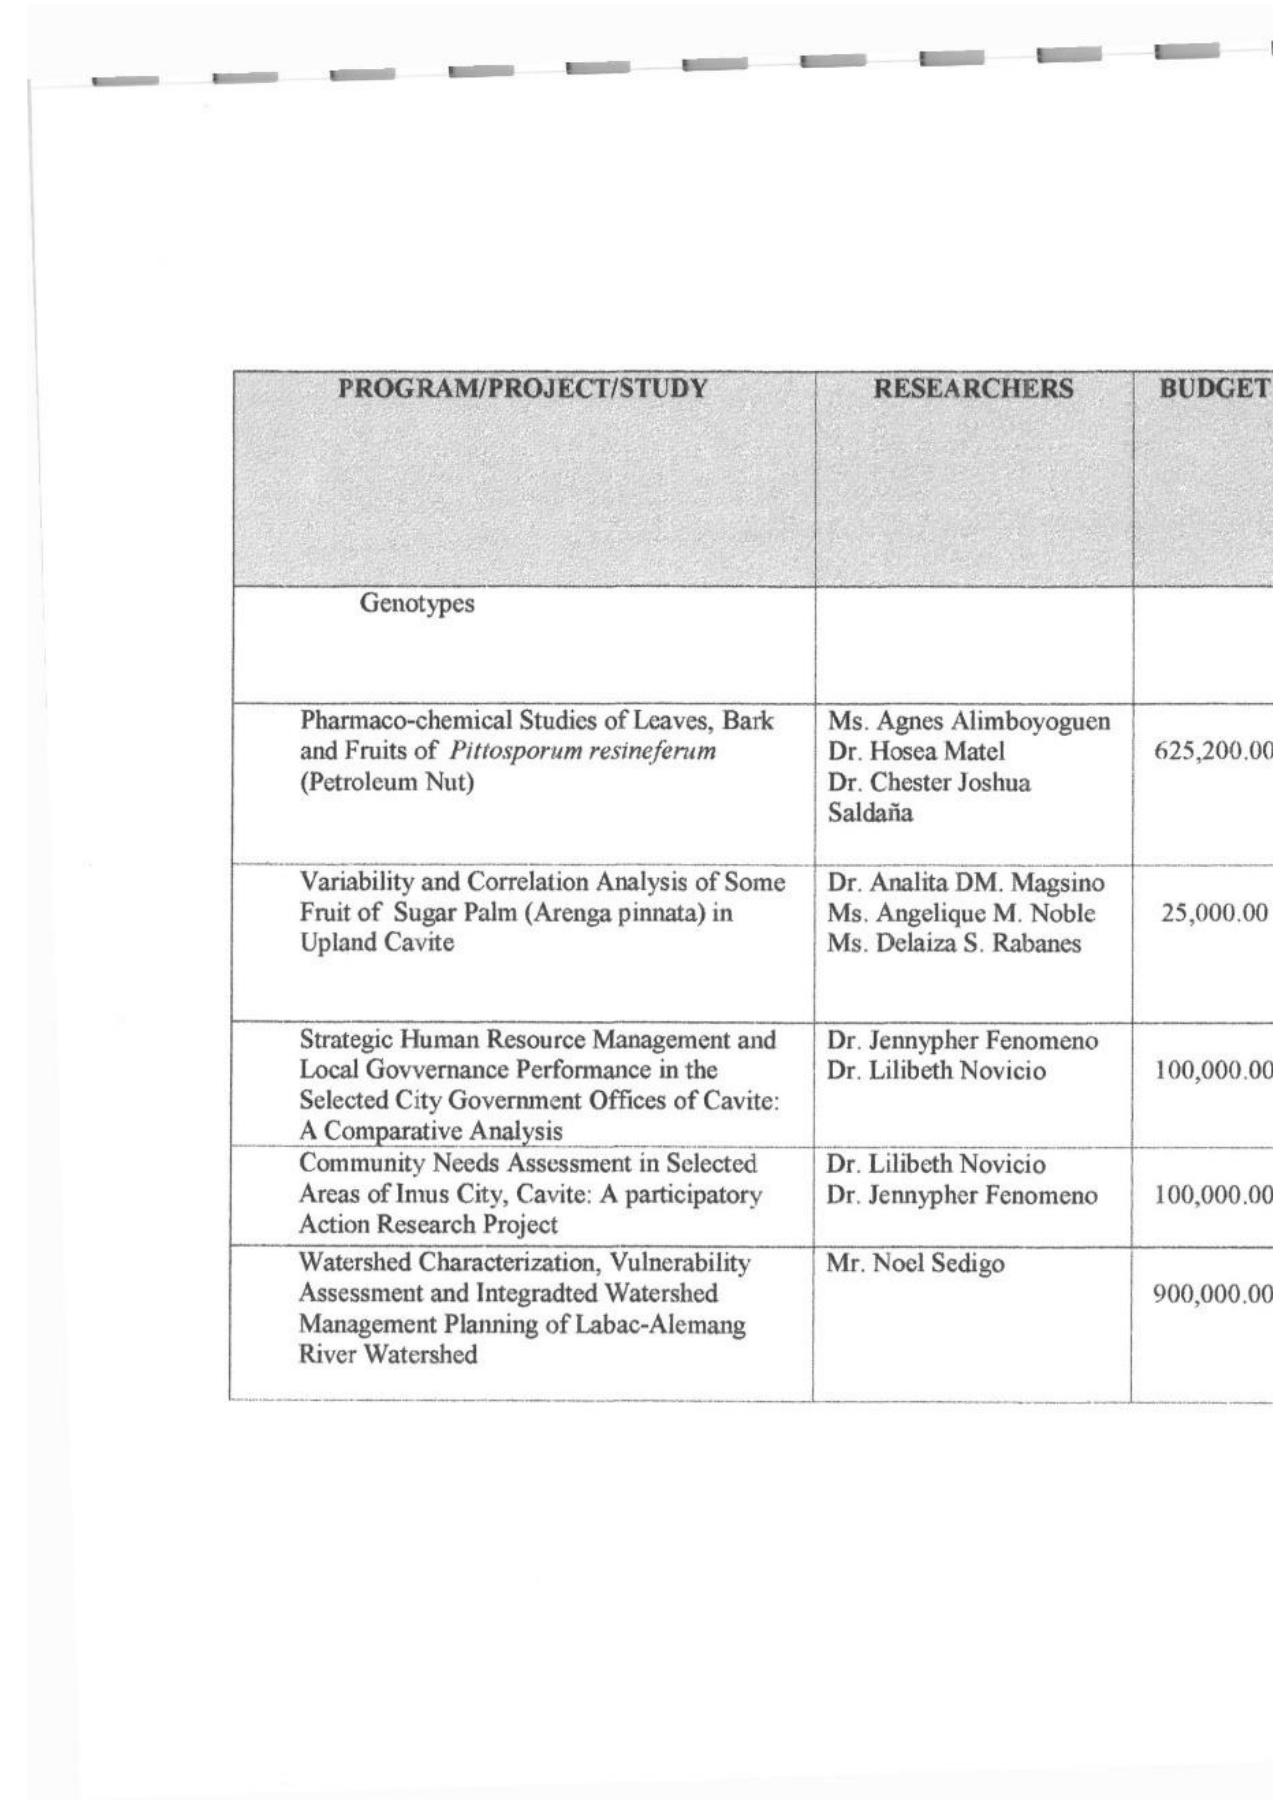 PROGRAM/PROJECT/STUDY RESEARCHERS BUDGET
Genotypes
Pharmaco-chemical Studies of Leaves, Bark
and Fruits of Pittosporum resineferum
(Petroleum Nut)
Ms. Agnes Alimboyoguen
Dr. Hosea Matel
Dr. Chester Joshua
Saldaña
625,200.00
Variability and Correlation Analysis of Some
Fruit of Sugar Palm (Arenga pinnata) in
Upland Cavite
Dr. Analita DM. Magsino
Ms. Angelique M. Noble
Ms. Delaiza S. Rabanes
25,000.00
Strategic Human Resource Management and
Local Govvernance Performance in the
Selected City Government Offices of Cavite:
A Comparative Analysis
Dr. Jennypher Fenomeno
Dr. Lilibeth Novicio
100,000.00
Community Needs Assessment in Selected
Areas of Imus City, Cavite: A participatory
Action Research Project
Dr. Lilibeth Novicio
Dr. Jennypher Fenomeno
100,000.00
Watershed Characterization, Vulnerability
Assessment and Integradted Watershed
Management Planning of Labac-Alemang
River Watershed
Mr. Noel Sedigo
900,000.00